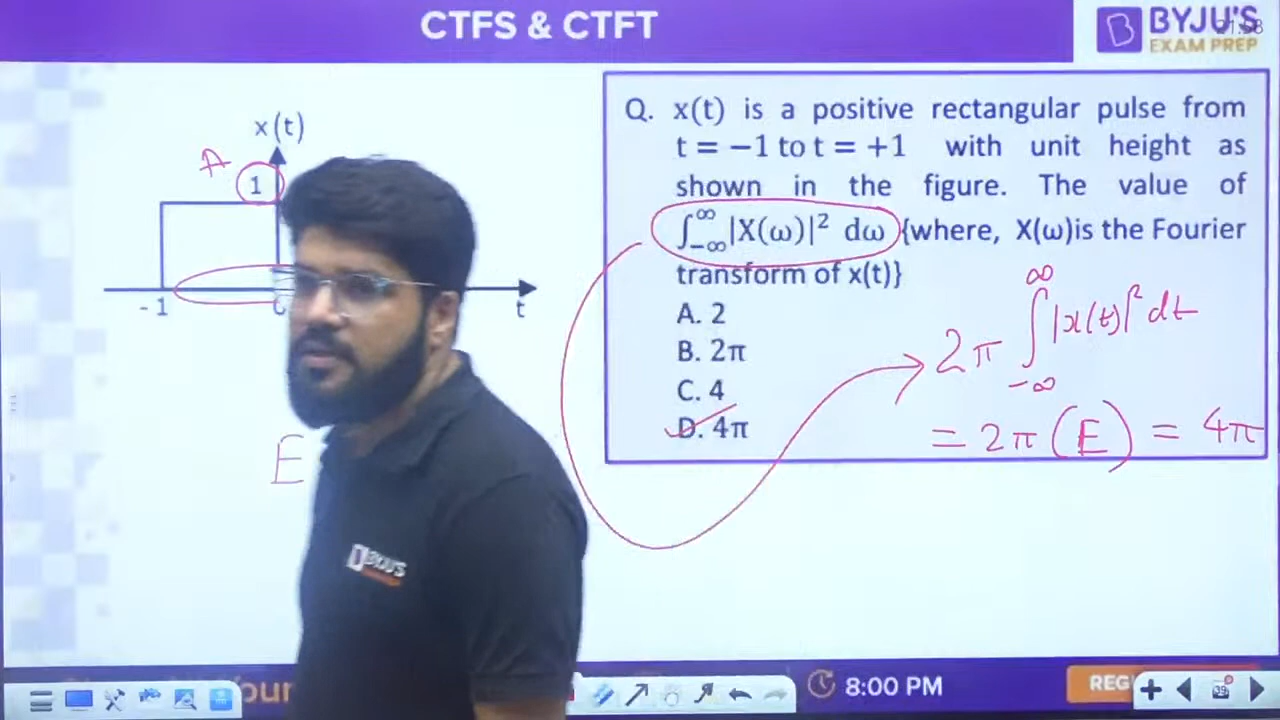 CTFS & CTFT
BYJU'S
EXAM PREP
x(t)
A
1
-1
t
E
Q. x(t) is a positive rectangular pulse from
t = −1 to t = +1 with unit height as
shown in the figure. The value of
∫_{−∞}^{∞} |X(ω)|² dω {where, X(ω)is the Fourier
transform of x(t)}
A. 2
B. 2π
C. 4
D. 4π
2π ∫_{-∞}^{∞} |x(t)|² dt
= 2π (E) = 4π
BYJU'S
8:00 PM